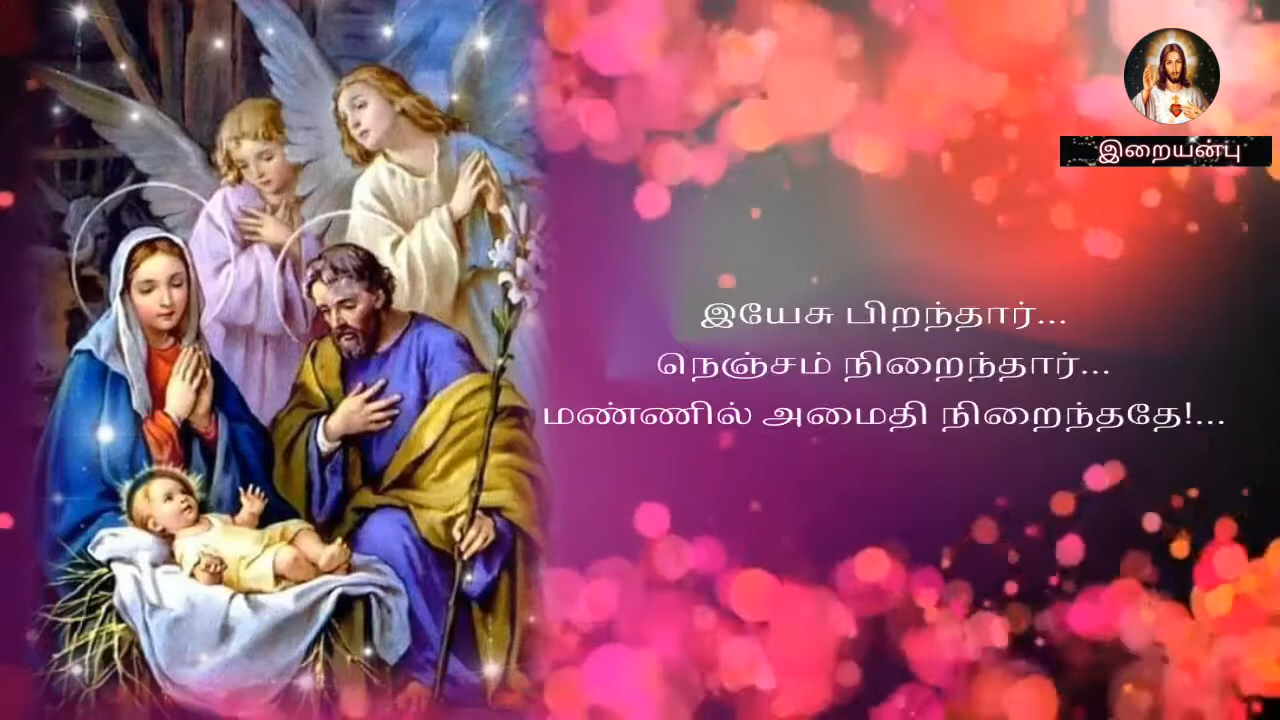 இறையன்பு
இயேசு பிறந்தார்...
நெஞ்சம் நிறைந்தார்...
மண்ணில் அமைதி நிறைந்ததே!...